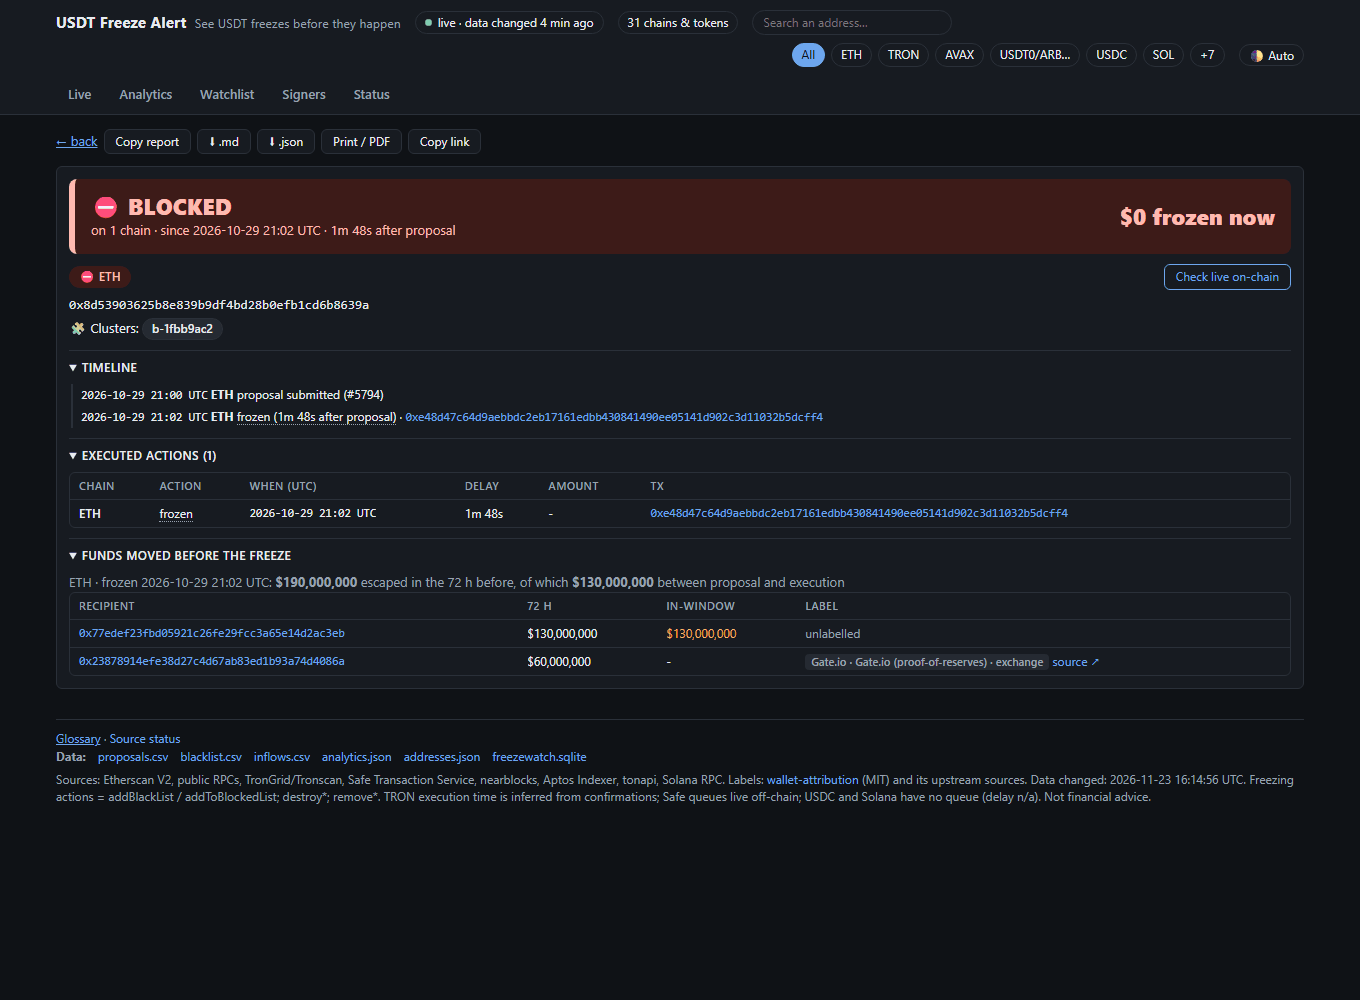 USDT Freeze Alert See USDT freezes before they happen live · data changed 4 min ago 31 chains & tokens Search an address...
All ETH TRON AVAX USDT0/ARB... USDC SOL +7 Auto
Live Analytics Watchlist Signers Status
← back Copy report ⬇ .md ⬇ .json Print / PDF Copy link
⛔ BLOCKED
on 1 chain · since 2026-10-29 21:02 UTC · 1m 48s after proposal
$0 frozen now
⛔ ETH Check live on-chain
0x8d53903625b8e839b9df4bd28b0efb1cd6b8639a
Clusters: b-1fbb9ac2
▼ TIMELINE
2026-10-29 21:00 UTC ETH proposal submitted (#5794)
2026-10-29 21:02 UTC ETH frozen (1m 48s after proposal) · 0xe48d47c64d9aebbdc2eb17161edbb430841490ee05141d902c3d11032b5dcff4
▼ EXECUTED ACTIONS (1)
CHAIN ACTION WHEN (UTC) DELAY AMOUNT TX
ETH frozen 2026-10-29 21:02 UTC 1m 48s - 0xe48d47c64d9aebbdc2eb17161edbb430841490ee05141d902c3d11032b5dcff4
▼ FUNDS MOVED BEFORE THE FREEZE
ETH · frozen 2026-10-29 21:02 UTC: $190,000,000 escaped in the 72 h before, of which $130,000,000 between proposal and execution
RECIPIENT 72 H IN-WINDOW LABEL
0x77edef23fbd05921c26fe29fcc3a65e14d2ac3eb $130,000,000 $130,000,000 unlabelled
0x23878914efe38d27c4d67ab83ed1b93a74d4086a $60,000,000 - Gate.io · Gate.io (proof-of-reserves) · exchange source ↗
Glossary · Source status
Data: proposals.csv blacklist.csv inflows.csv analytics.json addresses.json freezewatch.sqlite
Sources: Etherscan V2, public RPCs, TronGrid/Tronscan, Safe Transaction Service, nearblocks, Aptos Indexer, tonapi, Solana RPC. Labels: wallet-attribution (MIT) and its upstream sources. Data changed: 2026-11-23 16:14:56 UTC. Freezing
actions = addBlackList / addToBlockedList; destroy*; remove*. TRON execution time is inferred from confirmations; Safe queues live off-chain; USDC and Solana have no queue (delay n/a). Not financial advice.